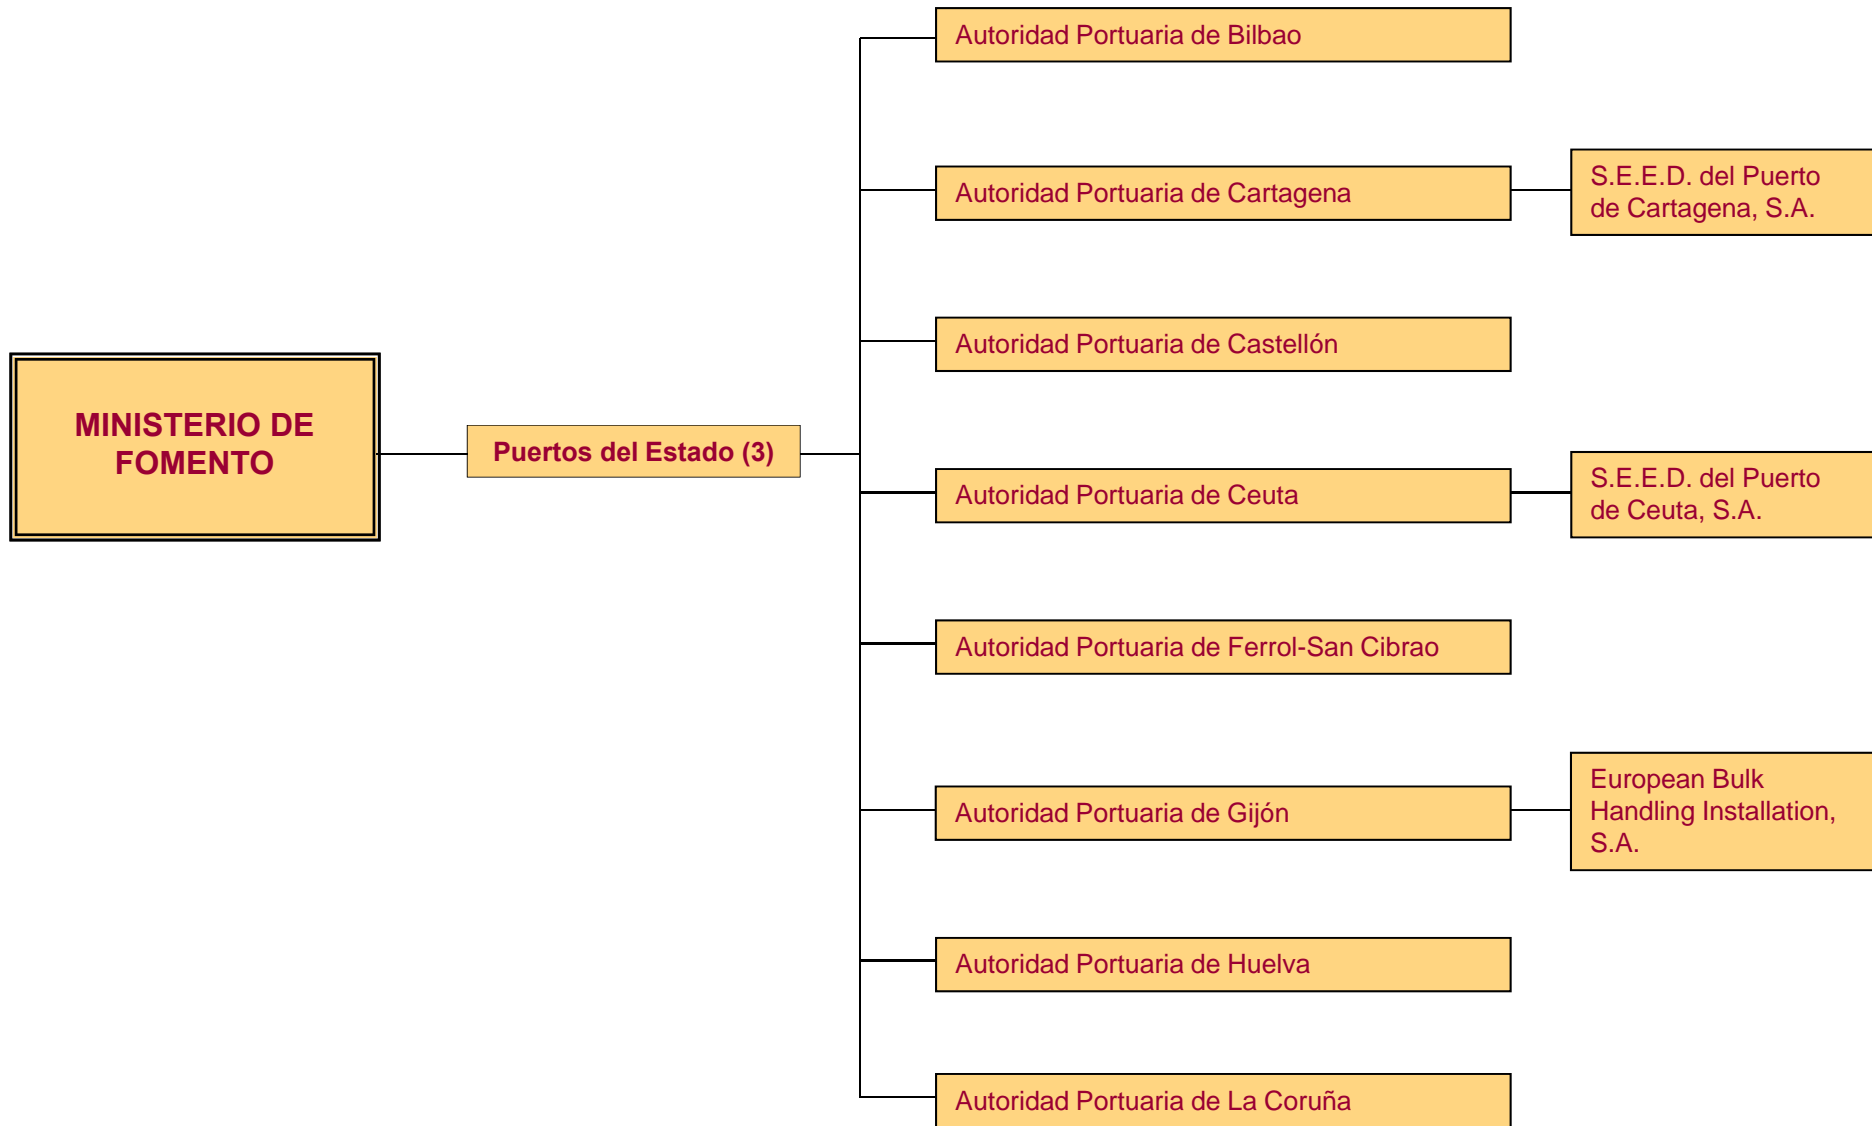 Autoridad Portuaria de Bilbao
Autoridad Portuaria de Cartagena
S.E.E.D. del Puerto
de Cartagena, S.A.
Autoridad Portuaria de Castellón
MINISTERIO DE
FOMENTO
Puertos del Estado (3)
Autoridad Portuaria de Ceuta
S.E.E.D. del Puerto
de Ceuta, S.A.
Autoridad Portuaria de Ferrol-San Cibrao
Autoridad Portuaria de Gijón
European Bulk
Handling Installation,
S.A.
Autoridad Portuaria de Huelva
Autoridad Portuaria de La Coruña